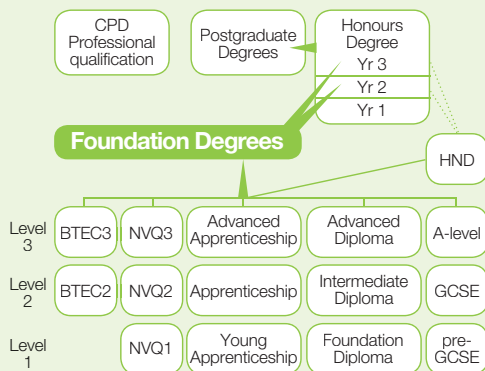 CPD
Professional
qualification
Postgraduate
Degrees
Honours
Degree
Yr 3
Yr 2
Yr 1
Foundation Degrees
HND
Level
3
BTEC3
NVQ3
Advanced
Apprenticeship
Advanced
Diploma
A-level
Level
2
BTEC2
NVQ2
Apprenticeship
Intermediate
Diploma
GCSE
Level
1
NVQ1
Young
Apprenticeship
Foundation
Diploma
pre-
GCSE